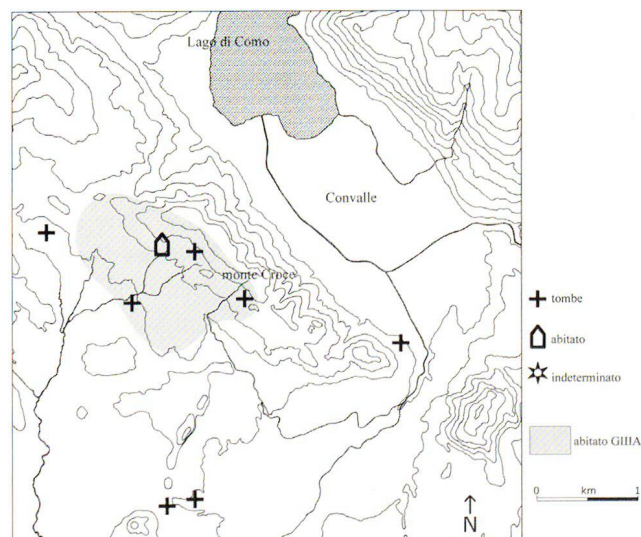 Lago di Como
Convalle
monte Croce
tombe
abitato
indeterminato
abitato GIIIA
0 km 1
N